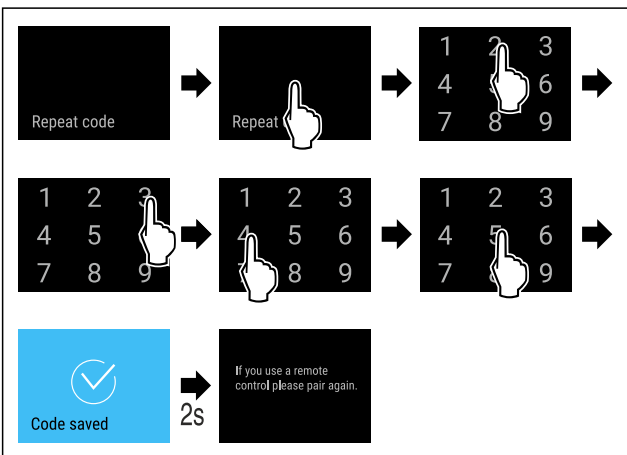 Repeat code
Repeat
1 2 3
4 6
7 8 9
1 2 3
4 5
7 8 9
1 2 3
4 5 6
8 9
1 2 3
4 5 6
7 9
Code saved
2s
If you use a remote
control please pair again.